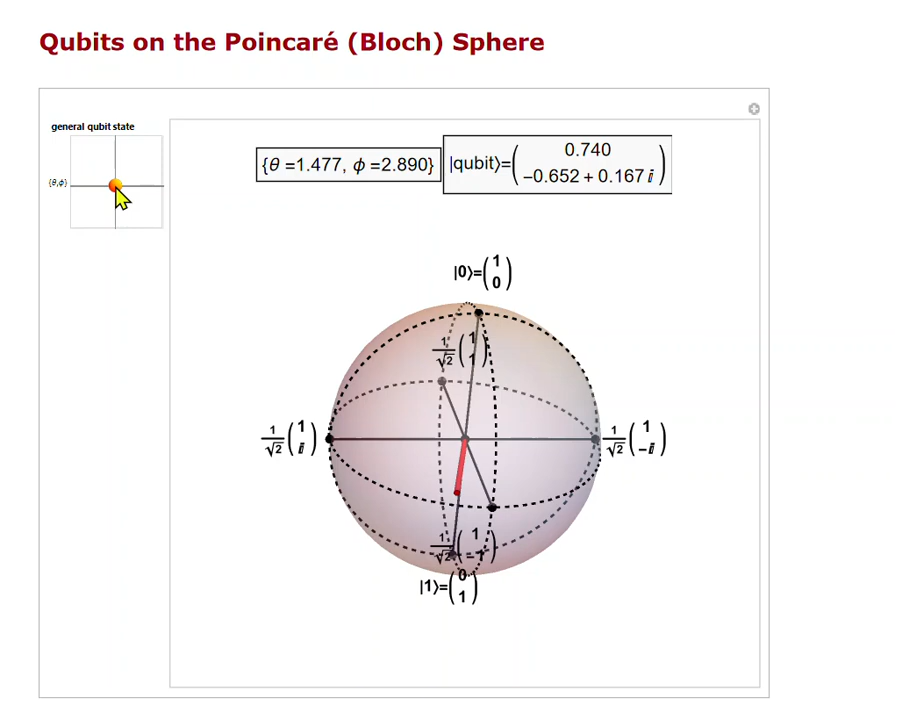 Qubits on the Poincaré (Bloch) Sphere
general qubit state
{θ,ϕ}
{θ =1.477, ϕ =2.890}
|qubit⟩=
0.740
−0.652 + 0.167 i
|0⟩=
1
0
1
√2
1
1
1
√2
1
i
1
√2
1
−i
1
√2
1
−1
|1⟩=
0
1